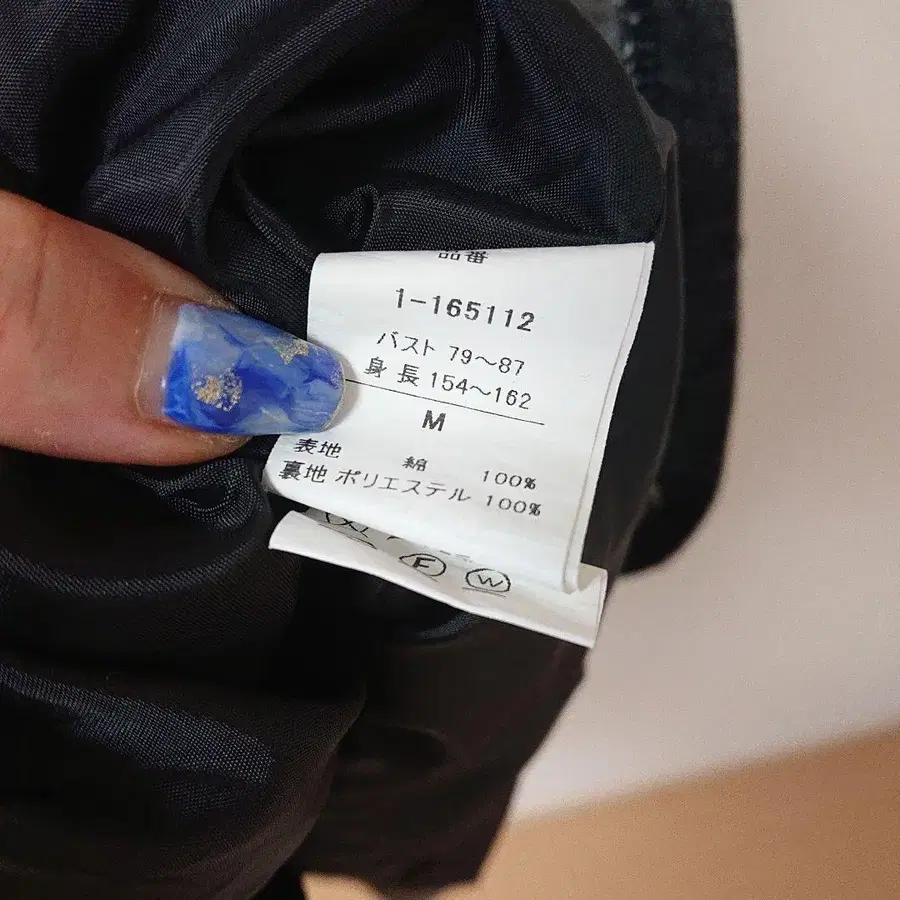 品番
1-165112
バスト 79～87
身長 154～162
M
表地 綿 100%
裏地 ポリエステル 100%
F W